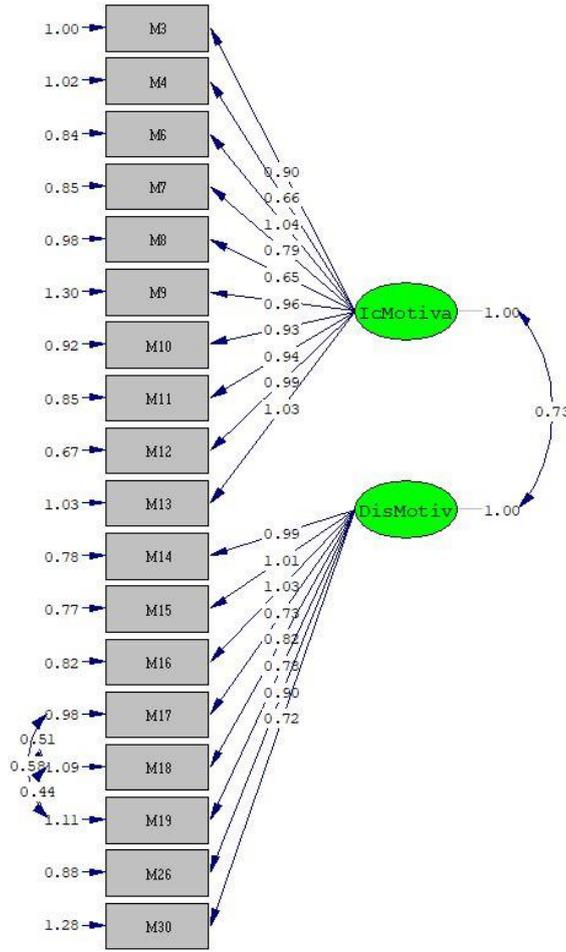 1.00 M3
1.02 M4
0.84 M6
0.85 M7
0.98 M8
1.30 M9
0.92 M10
0.85 M11
0.67 M12
1.03 M13
0.78 M14
0.77 M15
0.82 M16
0.98 M17
1.09 M18
1.11 M19
0.88 M26
1.28 M30
0.51
0.58
0.44
0.90
0.66
1.04
0.79
0.65
0.96
0.93
0.94
0.99
1.03
0.99
1.01
1.03
0.73
0.82
0.78
0.90
0.72
IcMotiva 1.00
DisMotiv 1.00
0.73